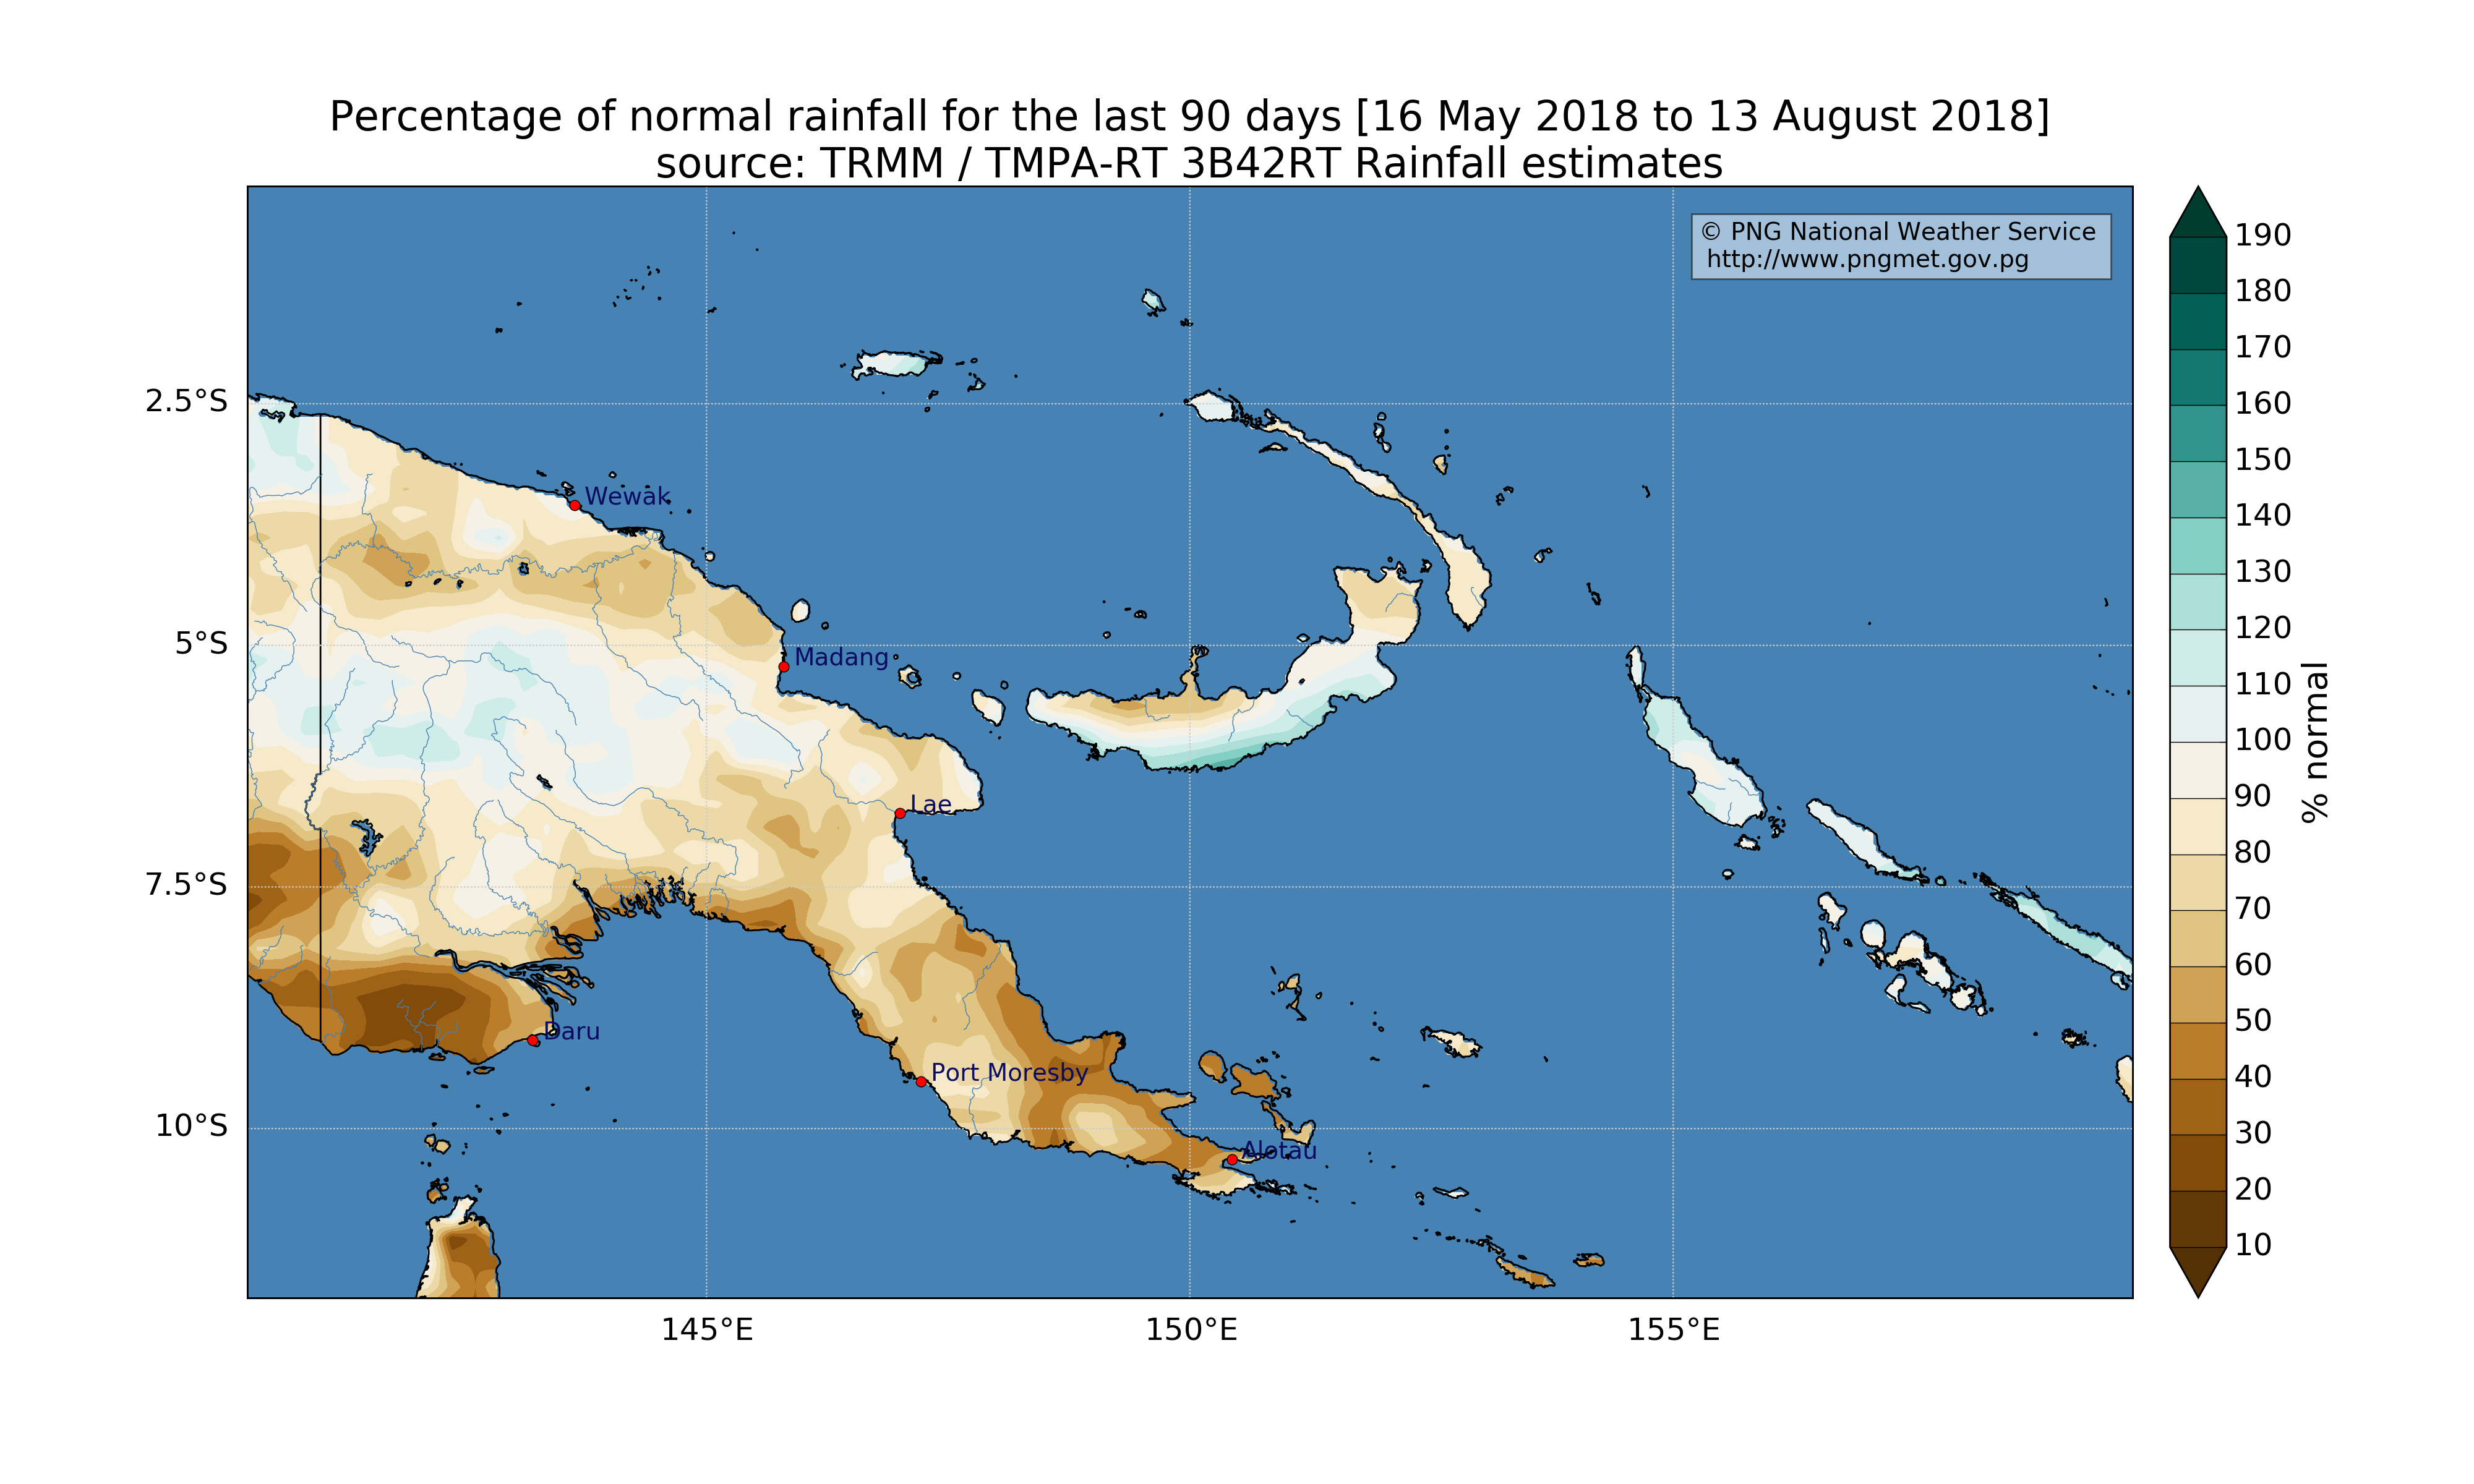 Percentage of normal rainfall for the last 90 days [16 May 2018 to 13 August 2018]
source: TRMM / TMPA-RT 3B42RT Rainfall estimates
© PNG National Weather Service
http://www.pngmet.gov.pg
2.5°S
5°S
7.5°S
10°S
Wewak
Madang
Lae
Daru
Port Moresby
Alotau
145°E
150°E
155°E
190
180
170
160
150
140
130
120
110
100
90
80
70
60
50
40
30
20
10
% normal